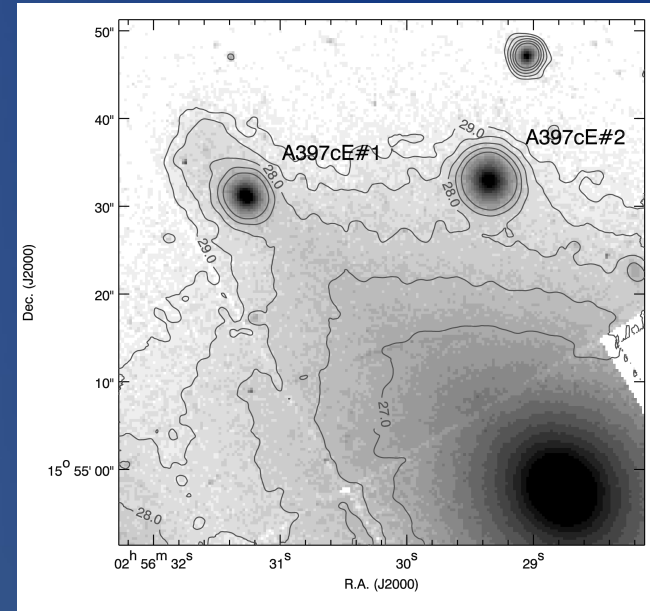 50"
29.0
A397cE#2
40"
A397cE#1
28.0
28.0
30"
29.0
20"
10"
27.0
15° 55' 00"
28.0
02ʰ 56ᵐ 32ˢ
31ˢ
30ˢ
29ˢ
R.A. (J2000)
Dec. (J2000)